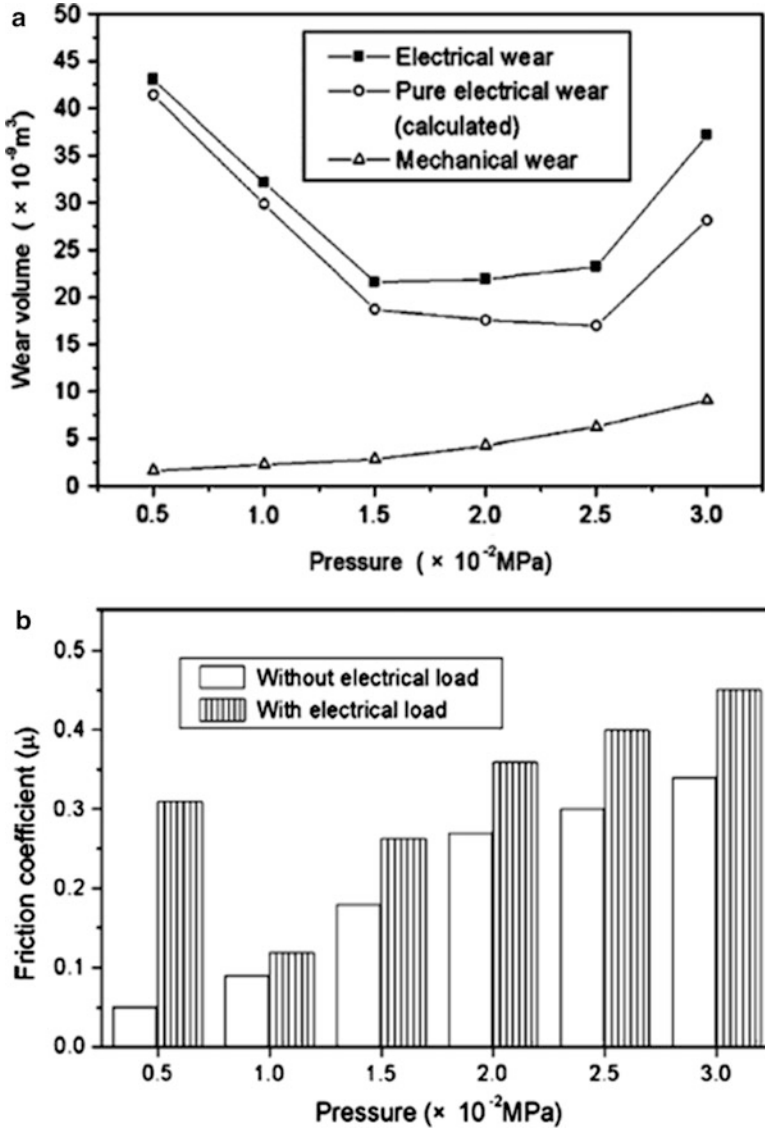 a
50
45
40
35
30
25
20
15
10
5
0
Wear volume ( × 10⁻⁹m³)
Electrical wear
Pure electrical wear
(calculated)
Mechanical wear
0.5 1.0 1.5 2.0 2.5 3.0
Pressure ( × 10⁻²MPa)
b
0.5
0.4
0.3
0.2
0.1
0.0
Friction coefficient (μ)
Without electrical load
With electrical load
0.5 1.0 1.5 2.0 2.5 3.0
Pressure (× 10⁻²MPa)